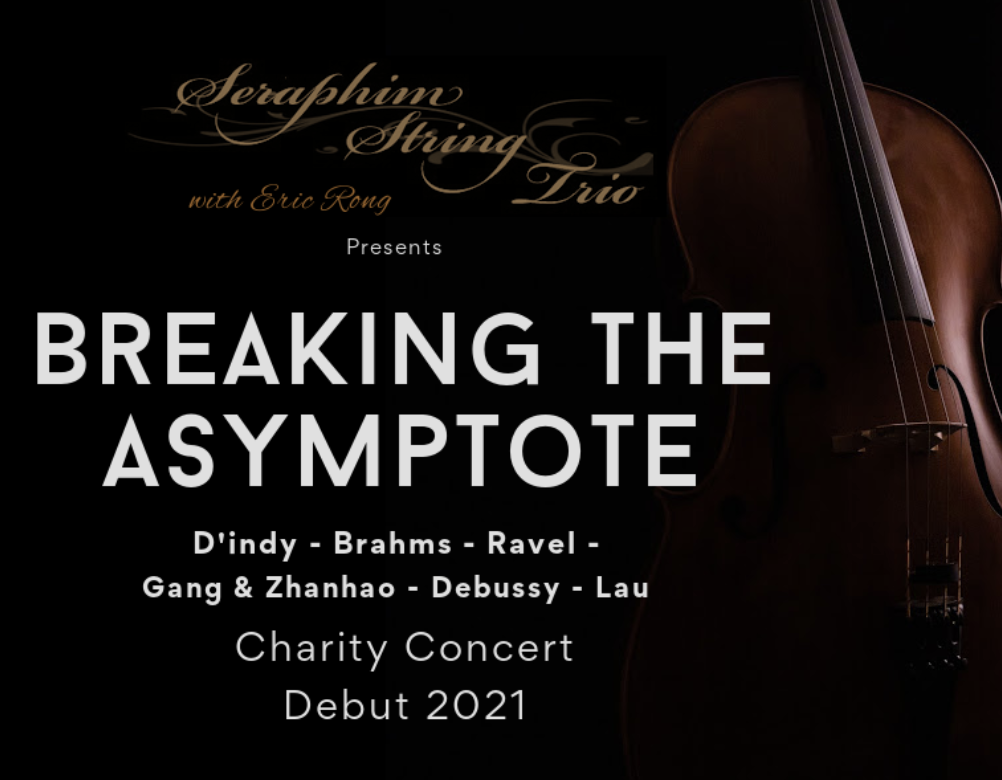 Seraphim
String
Trio
with Eric Rong
Presents
BREAKING THE
ASYMPTOTE
D'indy - Brahms - Ravel -
Gang & Zhanhao - Debussy - Lau
Charity Concert
Debut 2021